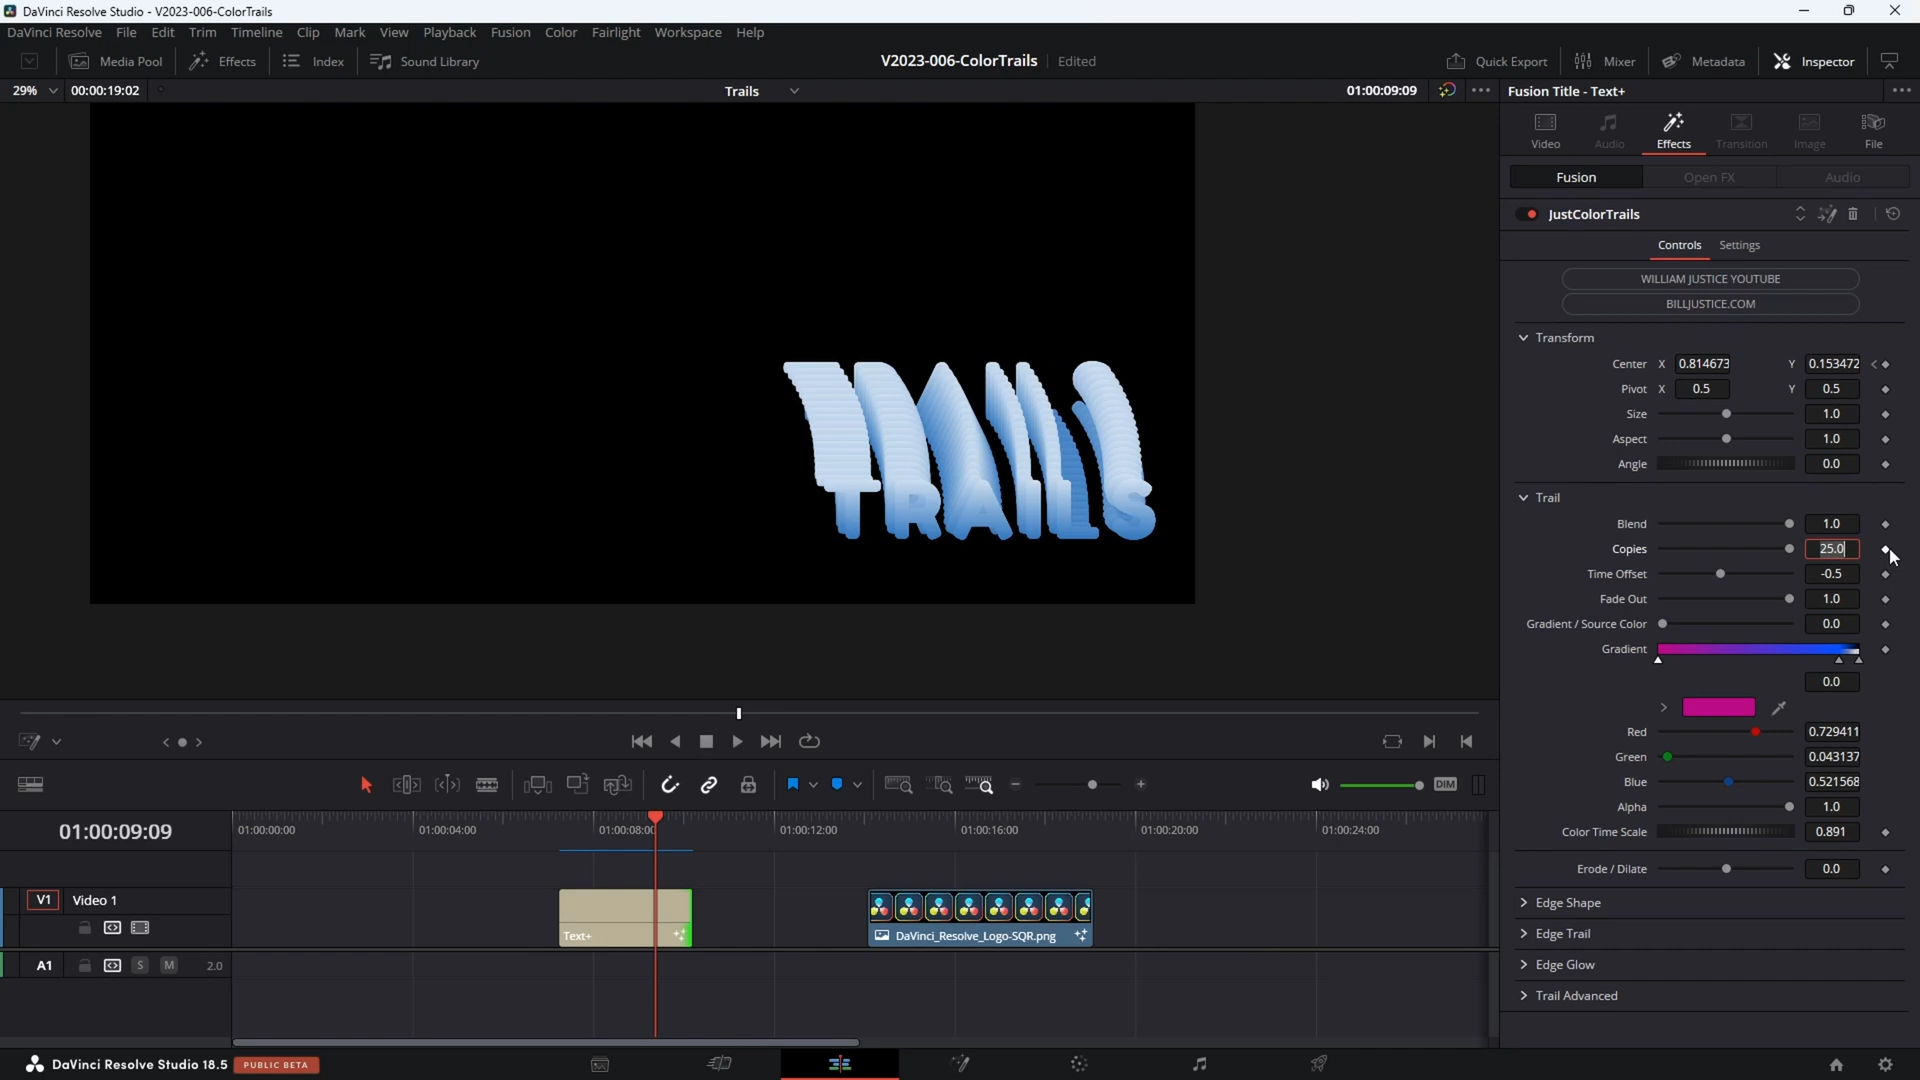 DaVinci Resolve Studio - V2023-006-ColorTrails
DaVinci Resolve File Edit Trim Timeline Clip Mark View Playback Fusion Color Fairlight Workspace Help
Media Pool Effects Index Sound Library V2023-006-ColorTrails Edited Quick Export Mixer Metadata Inspector
29% 00:00:19:02 Trails 01:00:09:09 Fusion Title - Text+
Video Audio Effects Transition Image File
Fusion Open FX Audio
JustColorTrails
Controls Settings
WILLIAM JUSTICE YOUTUBE
BILLJUSTICE.COM
Transform
Center X 0.814673 Y 0.153472
Pivot X 0.5 Y 0.5
Size 1.0
Aspect 1.0
Angle 0.0
Trail
Blend 1.0
Copies 25.0
Time Offset -0.5
Fade Out 1.0
Gradient / Source Color 0.0
Gradient
0.0
Red 0.729411
Green 0.043137
Blue 0.521568
Alpha 1.0
Color Time Scale 0.891
Erode / Dilate 0.0
Edge Shape
Edge Trail
Edge Glow
Trail Advanced
TRAILS
DIM
01:00:09:09 01:00:00:00 01:00:04:00 01:00:08:00 01:00:12:00 01:00:16:00 01:00:20:00 01:00:24:00
V1 Video 1
Text+ DaVinci_Resolve_Logo-SQR.png
A1 S M 2.0
DaVinci Resolve Studio 18.5 PUBLIC BETA